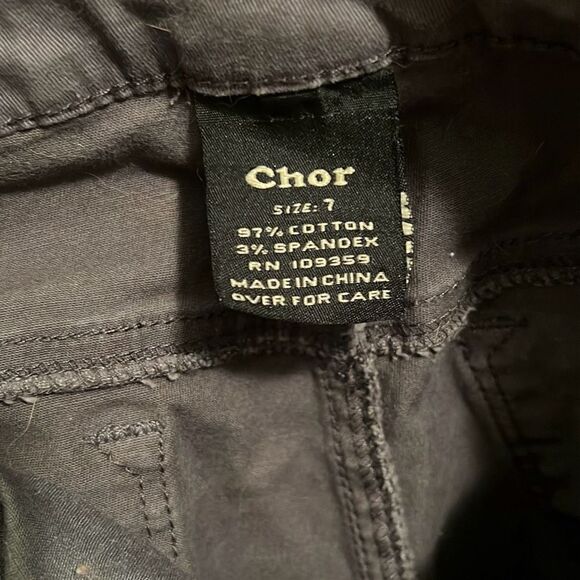 Chor
SIZE: 7
97% COTTON
3% SPANDEX
RN 109359
MADE IN CHINA
OVER FOR CARE